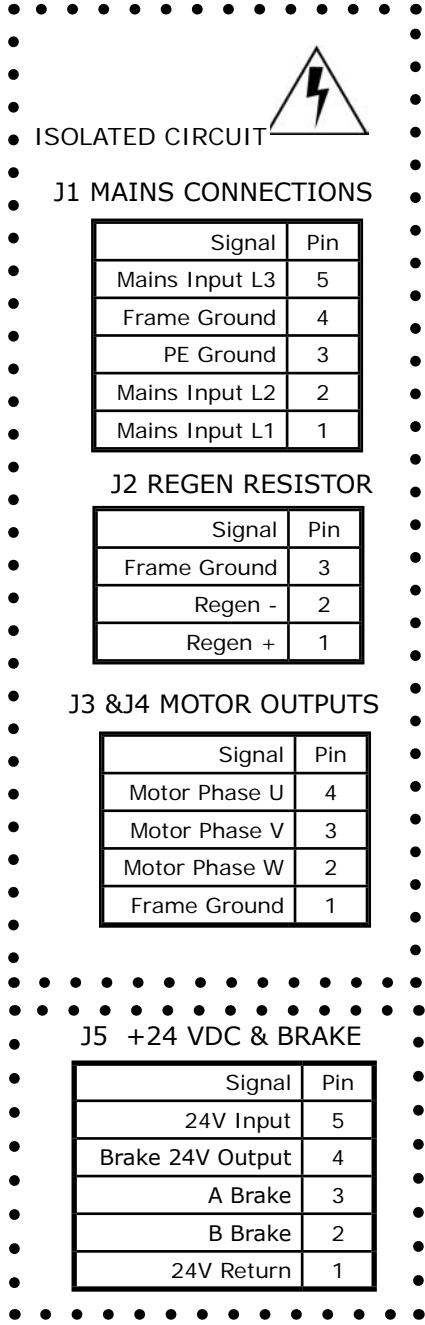 ISOLATED CIRCUIT
J1 MAINS CONNECTIONS
Signal Pin
Mains Input L3 5
Frame Ground 4
PE Ground 3
Mains Input L2 2
Mains Input L1 1
J2 REGEN RESISTOR
Signal Pin
Frame Ground 3
Regen - 2
Regen + 1
J3 &J4 MOTOR OUTPUTS
Signal Pin
Motor Phase U 4
Motor Phase V 3
Motor Phase W 2
Frame Ground 1
J5 +24 VDC & BRAKE
Signal Pin
24V Input 5
Brake 24V Output 4
A Brake 3
B Brake 2
24V Return 1